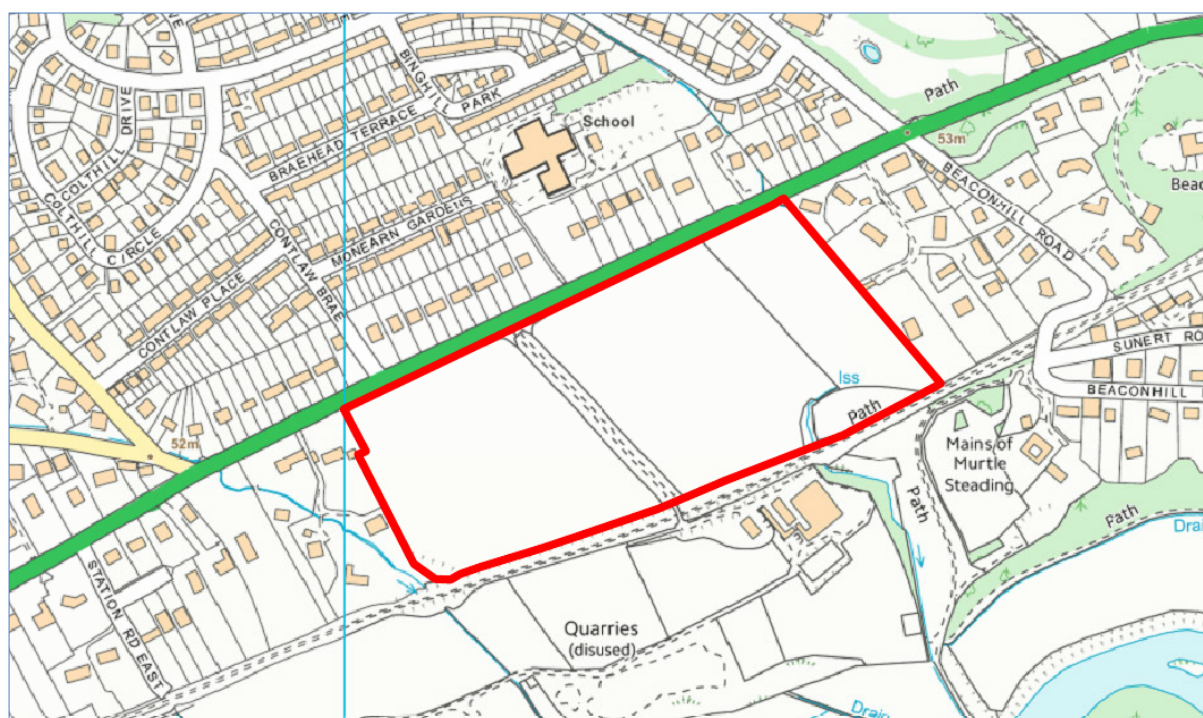 BINGHILL PARK
School
Path
53m
BEACONHILL ROAD
COLTHILL DRIVE
COLTHILL
CIRCLE
BRAEHEAD TERRACE
MONEARN GARDENS
CONTLAW BRAE
CONTLAW PLACE
Beac
SUNERT RO
BEACONHILL
Iss
Path
52m
Mains of
Murtle
Steading
Path
Path
Drai
STATION RD EAST
Quarries
(disused)
Drain